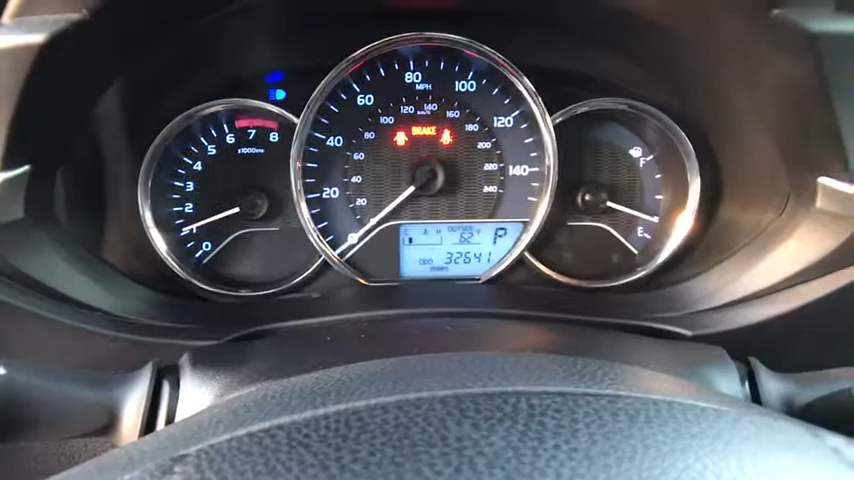 80
MPH
60
100
120
140
160
km/h
100
180
40
120
80
BRAKE
60
200
40
220
140
20
240
20
0
0
1
2
3
4
5
6
7
8
x1000r/min
F
E
C H OUTSIDE
62°F P
ODO 32641
MILES